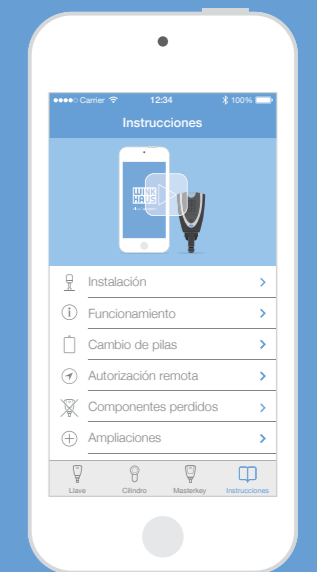 Carrier 12:34 100%
Instrucciones
WINK
HAUS
Instalación
Funcionamiento
Cambio de pilas
Autorización remota
Componentes perdidos
Ampliaciones
Llave Cilindro Masterkey Instrucciones